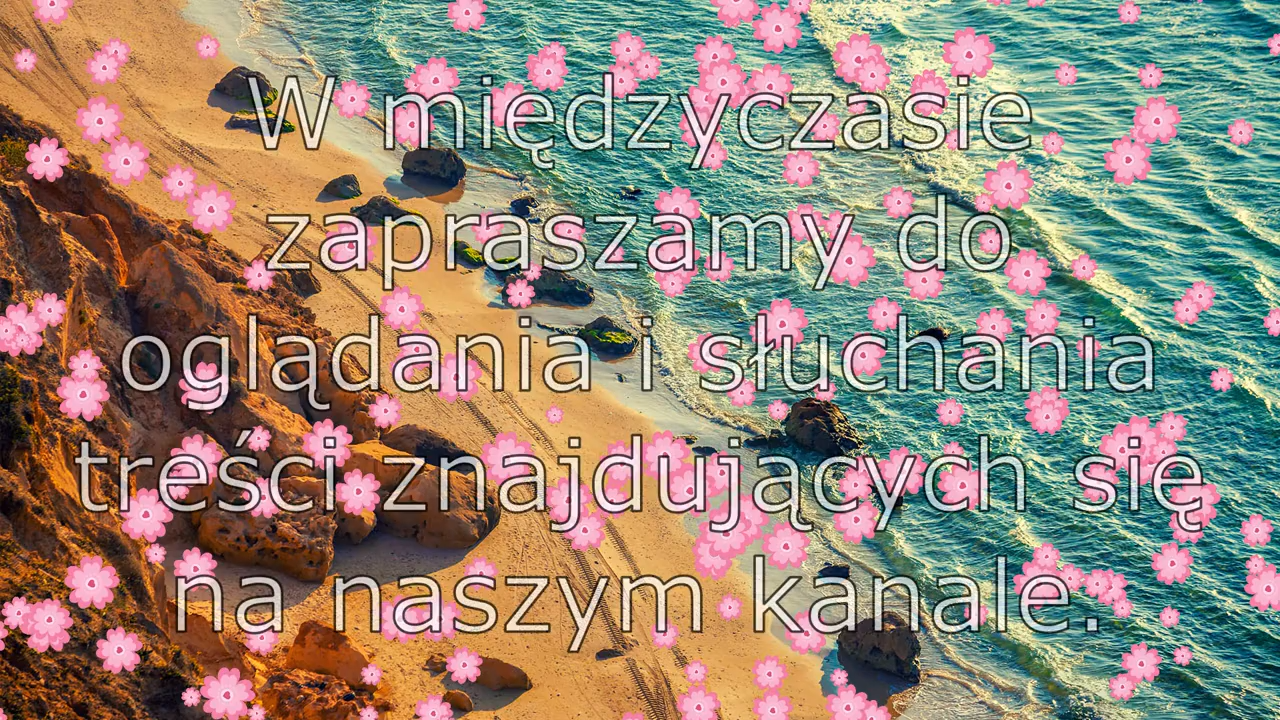 W międzyczasie
zapraszamy do
oglądania i słuchania
treści znajdujących się
na naszym kanale.